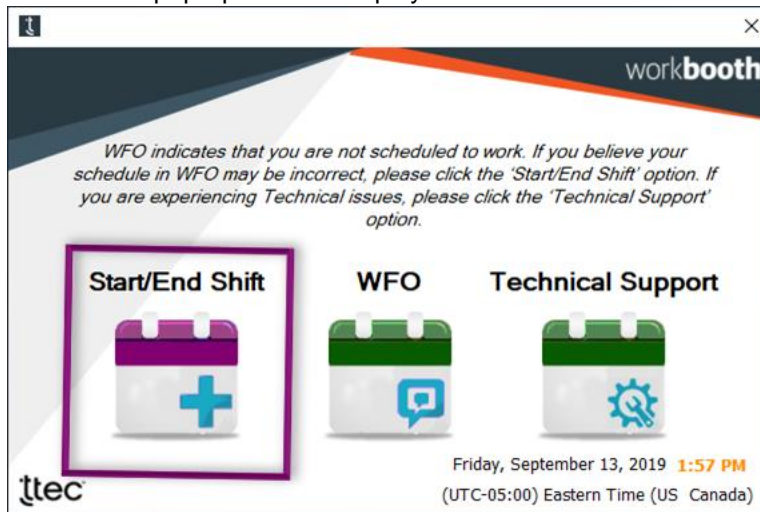 workbooth
WFO indicates that you are not scheduled to work. If you believe your
schedule in WFO may be incorrect, please click the ‘Start/End Shift’ option. If
you are experiencing Technical issues, please click the ‘Technical Support’
option.
Start/End Shift
WFO
Technical Support
Friday, September 13, 2019 1:57 PM
ttec
(UTC-05:00) Eastern Time (US Canada)